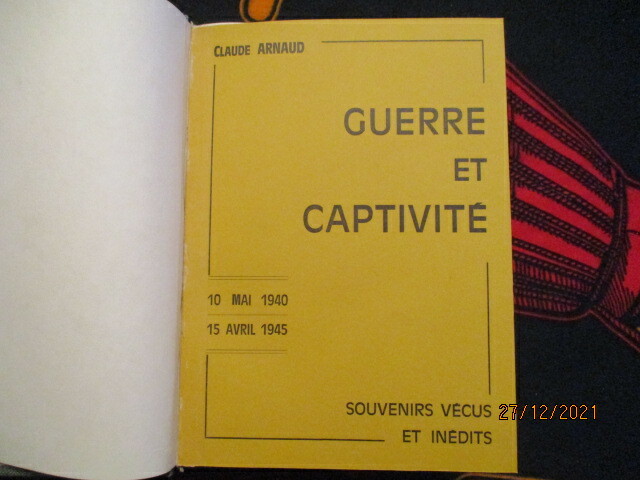 CLAUDE ARNAUD
GUERRE
ET
CAPTIVITÉ
10 MAI 1940
15 AVRIL 1945
SOUVENIRS VÉCUS
ET INÉDITS
27/12/2021